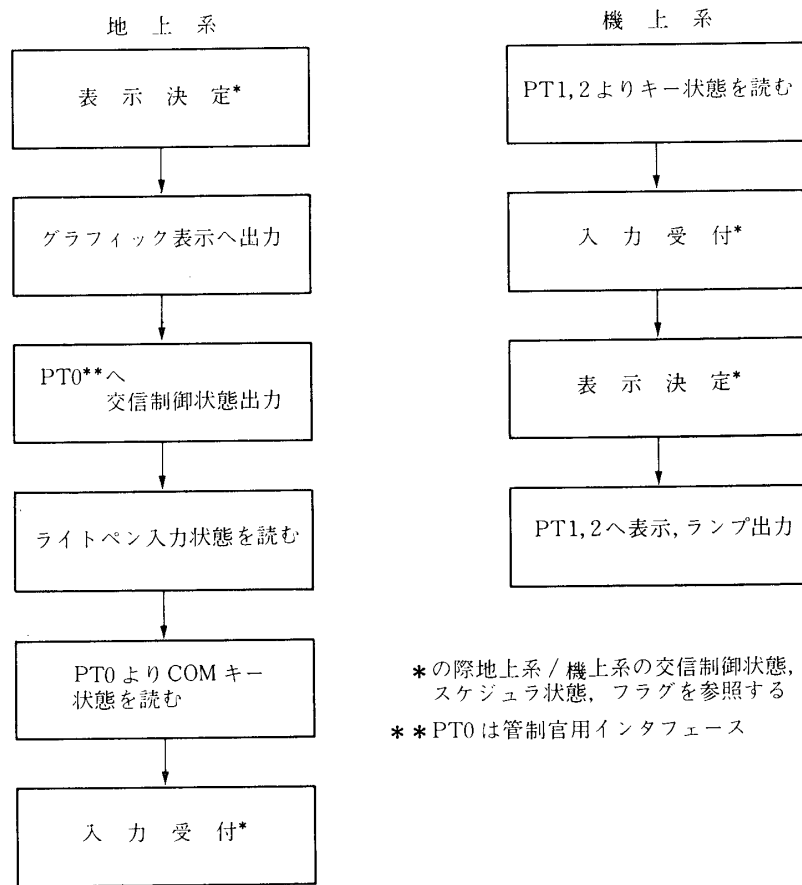 地上系
表示決定*
グラフィック表示へ出力
PT0**へ
交信制御状態出力
ライトペン入力状態を読む
PT0よりCOMキー
状態を読む
入力受付*
機上系
PT1,2よりキー状態を読む
入力受付*
表示決定*
PT1,2へ表示,ランプ出力
*の際地上系/機上系の交信制御状態,
スケジュラ状態,フラグを参照する
**PT0は管制官用インタフェース